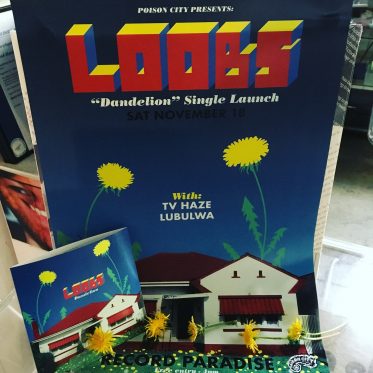 POISON CITY PRESENTS:
LOOBS
"Dandelion" Single Launch
SAT NOVEMBER 18
With:
TV HAZE
LUBULWA
LOOBS
RECORD PARADISE